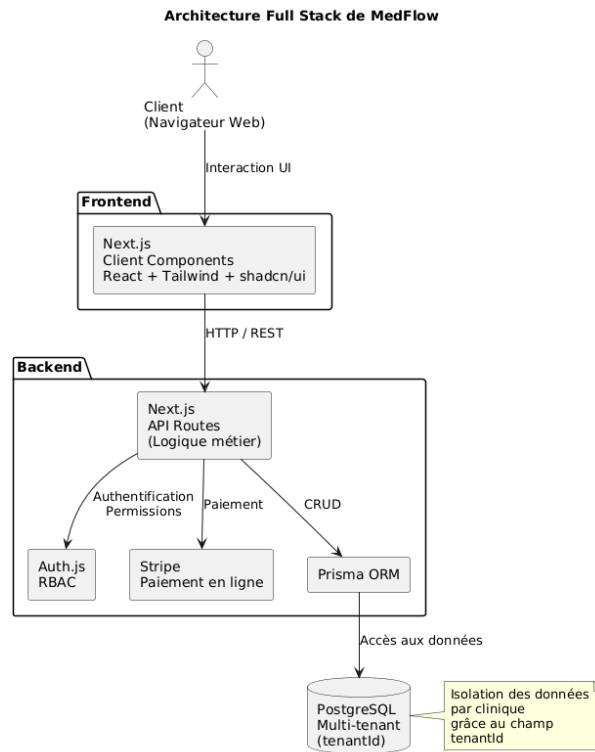 Architecture Full Stack de MedFlow
Client
(Navigateur Web)
Interaction UI
Frontend
Next.js
Client Components
React + Tailwind + shadcn/ui
HTTP / REST
Backend
Next.js
API Routes
(Logique métier)
Authentification
Permissions
Paiement
CRUD
Auth.js
RBAC
Stripe
Paiement en ligne
Prisma ORM
Accès aux données
PostgreSQL
Multi-tenant
(tenantId)
Isolation des données
par clinique
grâce au champ
tenantId